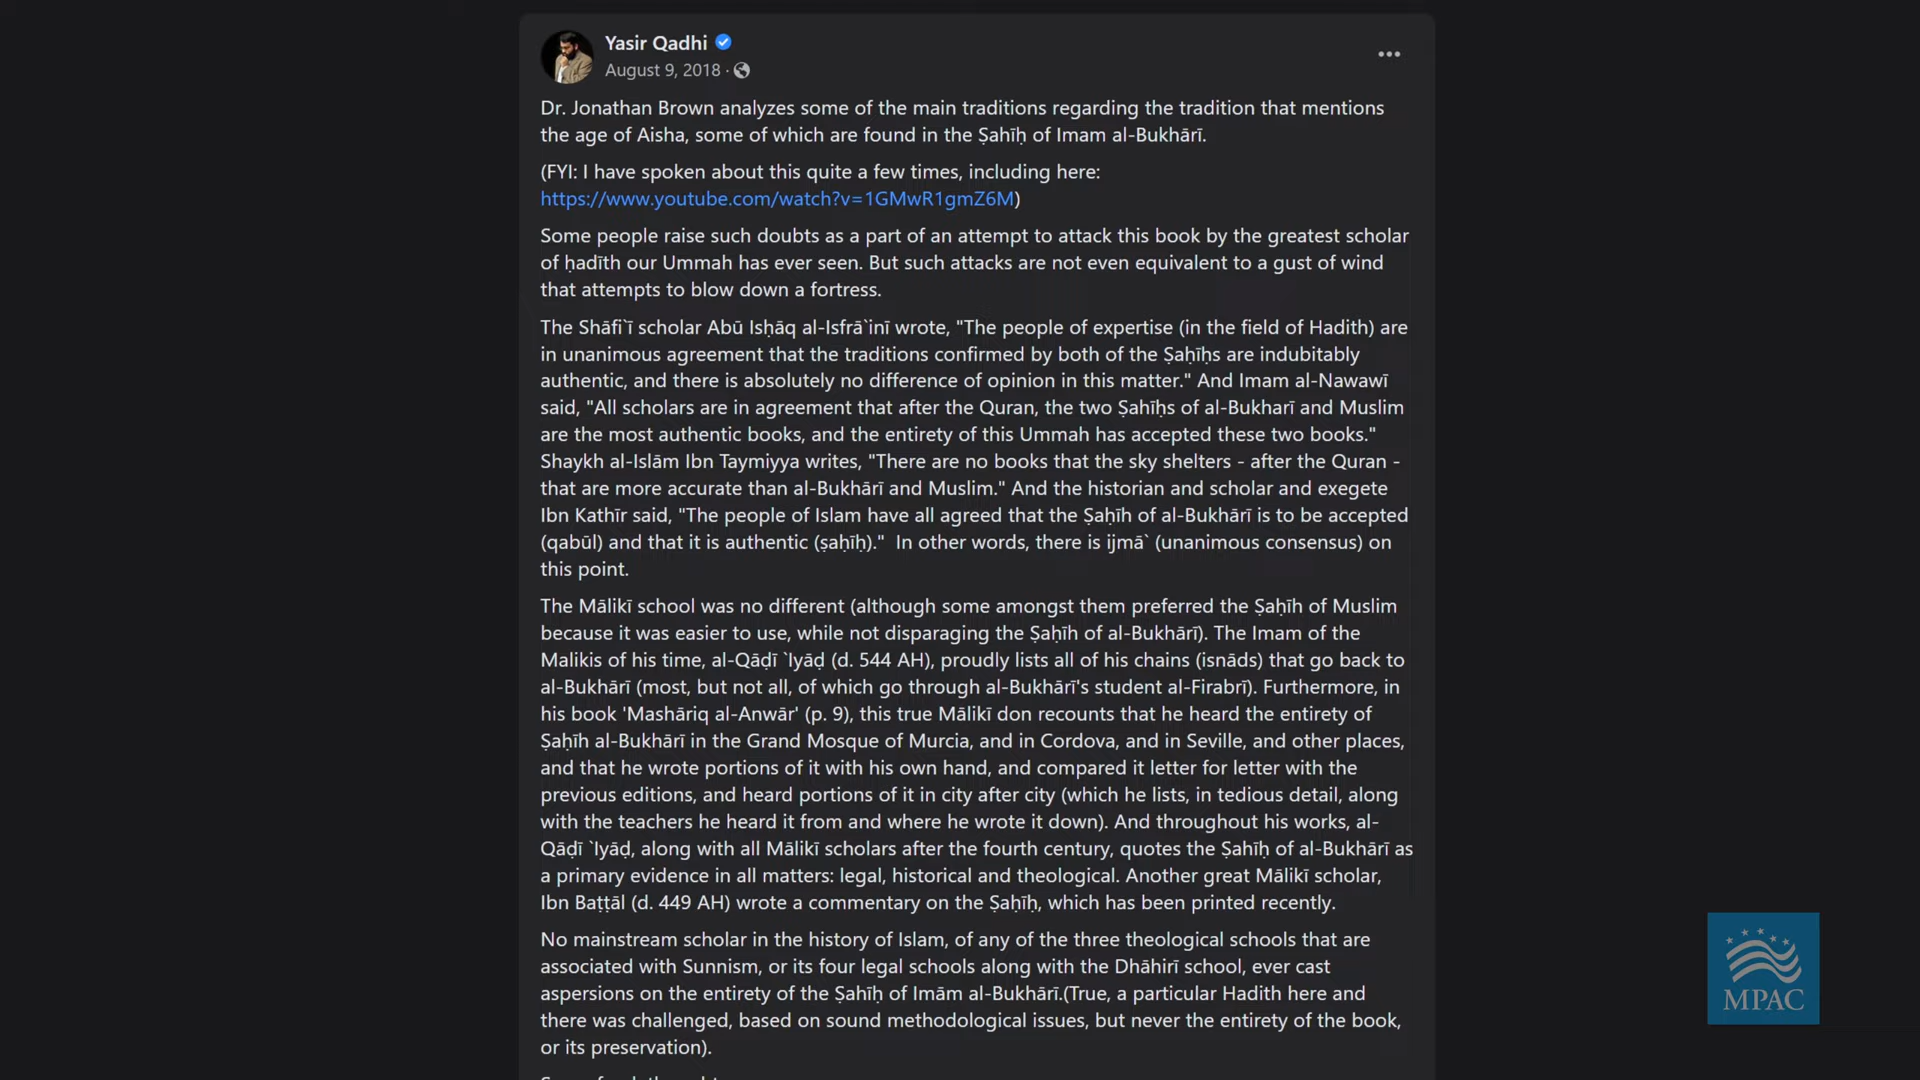 Yasir Qadhi
August 9, 2018 ·
Dr. Jonathan Brown analyzes some of the main traditions regarding the tradition that mentions
the age of Aisha, some of which are found in the Ṣahīḥ of Imam al-Bukhārī.
(FYI: I have spoken about this quite a few times, including here:
https://www.youtube.com/watch?v=1GMwR1gmZ6M)
Some people raise such doubts as a part of an attempt to attack this book by the greatest scholar
of ḥadīth our Ummah has ever seen. But such attacks are not even equivalent to a gust of wind
that attempts to blow down a fortress.
The Shāfi`ī scholar Abū Isḥāq al-Isfrā`inī wrote, "The people of expertise (in the field of Hadith) are
in unanimous agreement that the traditions confirmed by both of the Ṣaḥīḥs are indubitably
authentic, and there is absolutely no difference of opinion in this matter." And Imam al-Nawawī
said, "All scholars are in agreement that after the Quran, the two Ṣahīḥs of al-Bukharī and Muslim
are the most authentic books, and the entirety of this Ummah has accepted these two books."
Shaykh al-Islām Ibn Taymiyya writes, "There are no books that the sky shelters - after the Quran -
that are more accurate than al-Bukhārī and Muslim." And the historian and scholar and exegete
Ibn Kathīr said, "The people of Islam have all agreed that the Ṣaḥīh of al-Bukhārī is to be accepted
(qabūl) and that it is authentic (ṣaḥīḥ)."  In other words, there is ijmā` (unanimous consensus) on
this point.
The Mālikī school was no different (although some amongst them preferred the Ṣaḥīh of Muslim
because it was easier to use, while not disparaging the Ṣaḥīh of al-Bukhārī). The Imam of the
Malikis of his time, al-Qāḍī `Iyāḍ (d. 544 AH), proudly lists all of his chains (isnāds) that go back to
al-Bukhārī (most, but not all, of which go through al-Bukhārī's student al-Firabrī). Furthermore, in
his book 'Mashāriq al-Anwār' (p. 9), this true Mālikī don recounts that he heard the entirety of
Ṣaḥīh al-Bukhārī in the Grand Mosque of Murcia, and in Cordova, and in Seville, and other places,
and that he wrote portions of it with his own hand, and compared it letter for letter with the
previous editions, and heard portions of it in city after city (which he lists, in tedious detail, along
with the teachers he heard it from and where he wrote it down). And throughout his works, al-
Qāḍī `Iyāḍ, along with all Mālikī scholars after the fourth century, quotes the Ṣaḥīh of al-Bukhārī as
a primary evidence in all matters: legal, historical and theological. Another great Mālikī scholar,
Ibn Baṭṭāl (d. 449 AH) wrote a commentary on the Ṣaḥīḥ, which has been printed recently.
No mainstream scholar in the history of Islam, of any of the three theological schools that are
associated with Sunnism, or its four legal schools along with the Dhāhirī school, ever cast
aspersions on the entirety of the Ṣaḥīḥ of Imām al-Bukhārī.(True, a particular Hadith here and
there was challenged, based on sound methodological issues, but never the entirety of the book,
or its preservation).
MPAC